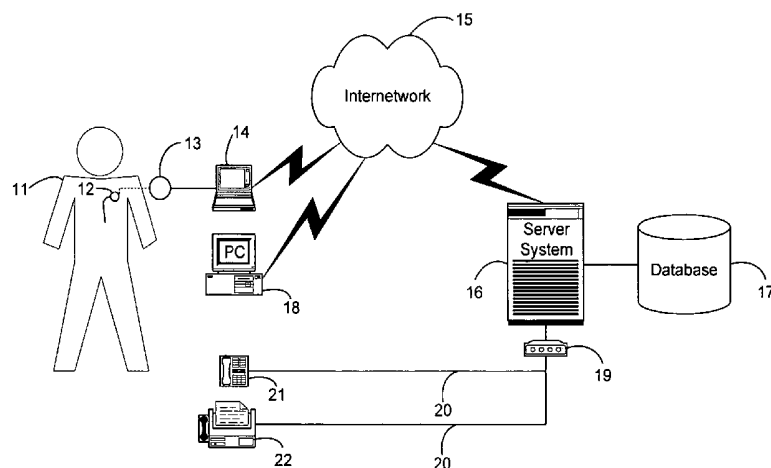 15
Internetwork
13
14
11
12
PC
18
Server
System
16
Database
17
19
21
20
22
20